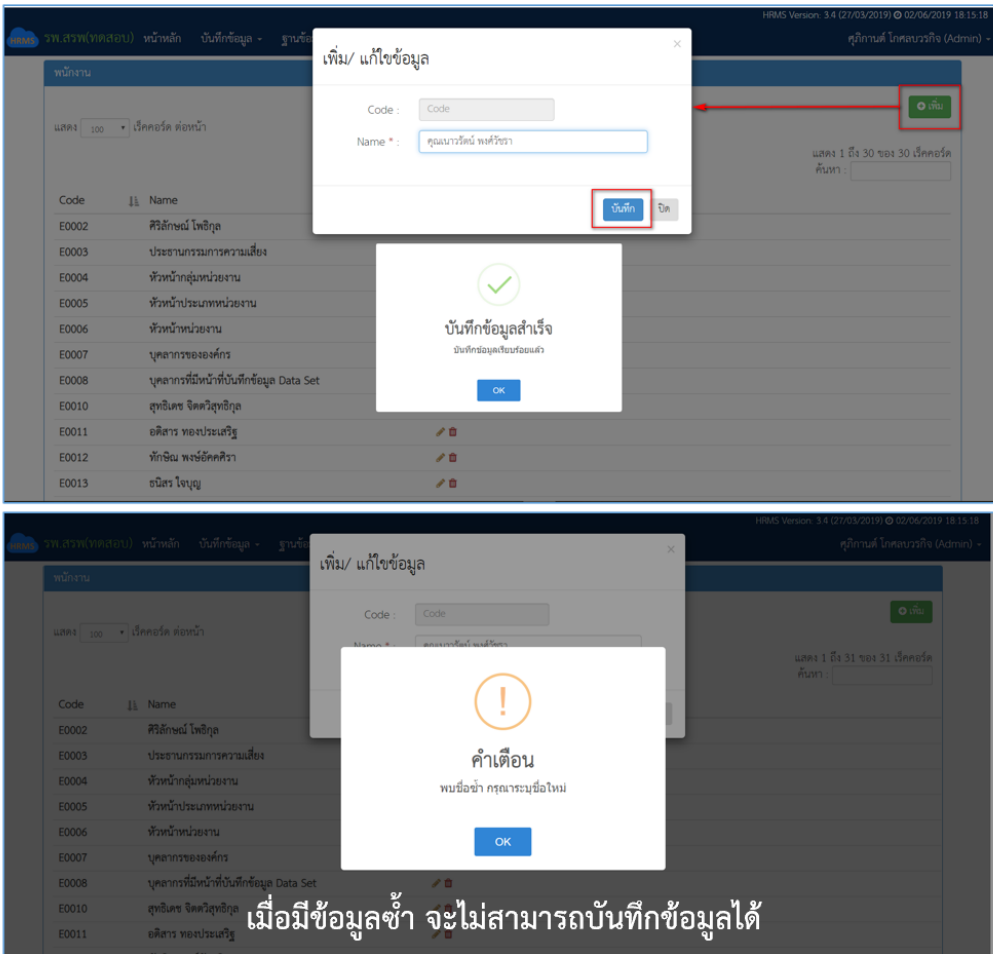 HRMS Version: 3.4 (27/03/2019) 02/06/2019 18:15:18
HRMS รพ.สรพ(ทดสอบ) หน้าหลัก บันทึกข้อมูล ฐานข้อ ศุภิกานต์ โกศลบวรกิจ (Admin)
พนักงาน
เพิ่ม/ แก้ไขข้อมูล
×
เพิ่ม
Code : Code
แสดง 100 เร็คคอร์ด ต่อหน้า
Name * : คุณเนาวรัตน์ พงศ์วัชรา
แสดง 1 ถึง 30 ของ 30 เร็คคอร์ด
ค้นหา :
บันทึก ปิด
Code Name
E0002 ศิริลักษณ์ โพธิกุล
E0003 ประธานกรรมการความเสี่ยง
E0004 หัวหน้ากลุ่มหน่วยงาน
E0005 หัวหน้าประเภทหน่วยงาน
E0006 หัวหน้าหน่วยงาน
E0007 บุคลากรขององค์กร
E0008 บุคลากรที่มีหน้าที่บันทึกข้อมูล Data Set
E0010 สุทธิเดช จิตตวิสุทธิกุล
E0011 อดิสาร ทองประเสริฐ
E0012 ทักษิณ พงษ์อัคคศิรา
E0013 ธนิสร ใจบุญ
บันทึกข้อมูลสำเร็จ
บันทึกข้อมูลเรียบร้อยแล้ว
OK
HRMS Version: 3.4 (27/03/2019) 02/06/2019 18:15:18
HRMS รพ.สรพ(ทดสอบ) หน้าหลัก บันทึกข้อมูล ฐานข้อ ศุภิกานต์ โกศลบวรกิจ (Admin)
พนักงาน
เพิ่ม/ แก้ไขข้อมูล
×
เพิ่ม
Code : Code
แสดง 100 เร็คคอร์ด ต่อหน้า
Name * : คุณเนาวรัตน์ พงศ์วัชรา
แสดง 1 ถึง 31 ของ 31 เร็คคอร์ด
ค้นหา :
Code Name
E0002 ศิริลักษณ์ โพธิกุล
E0003 ประธานกรรมการความเสี่ยง
E0004 หัวหน้ากลุ่มหน่วยงาน
E0005 หัวหน้าประเภทหน่วยงาน
E0006 หัวหน้าหน่วยงาน
E0007 บุคลากรขององค์กร
E0008 บุคลากรที่มีหน้าที่บันทึกข้อมูล Data Set
E0010 สุทธิเดช จิตตวิสุทธิกุล
E0011 อดิสาร ทองประเสริฐ
คำเตือน
พบชื่อซ้ำ กรุณาระบุชื่อใหม่
OK
เมื่อมีข้อมูลซ้ำ จะไม่สามารถบันทึกข้อมูลได้